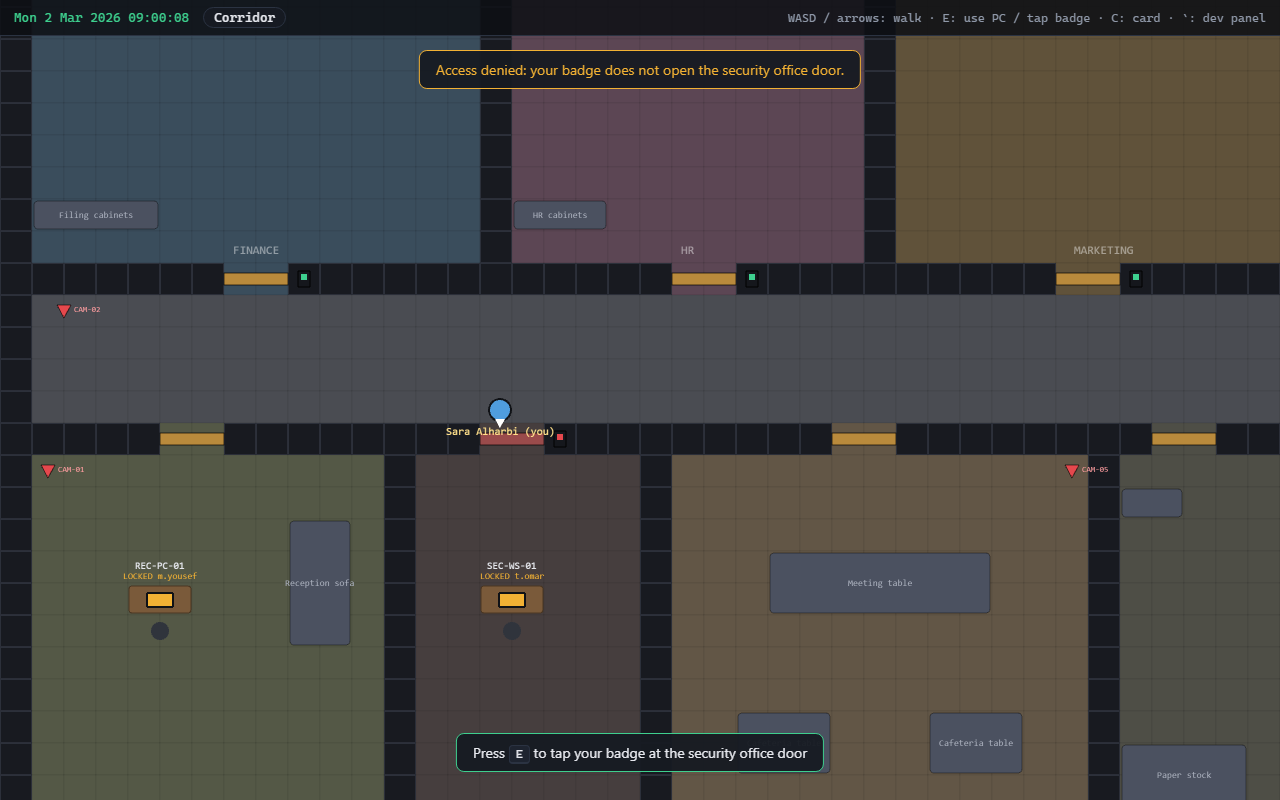 Mon 2 Mar 2026 09:00:08 Corridor WASD / arrows: walk · E: use PC / tap badge · C: card · `: dev panel
Access denied: your badge does not open the security office door.
Filing cabinets
HR cabinets
FINANCE
HR
MARKETING
CAM-02
Sara Alharbi (you)
CAM-01
CAM-05
REC-PC-01
LOCKED m.yousef
SEC-WS-01
LOCKED t.omar
Reception sofa
Meeting table
Cafeteria table
Press E to tap your badge at the security office door
Paper stock